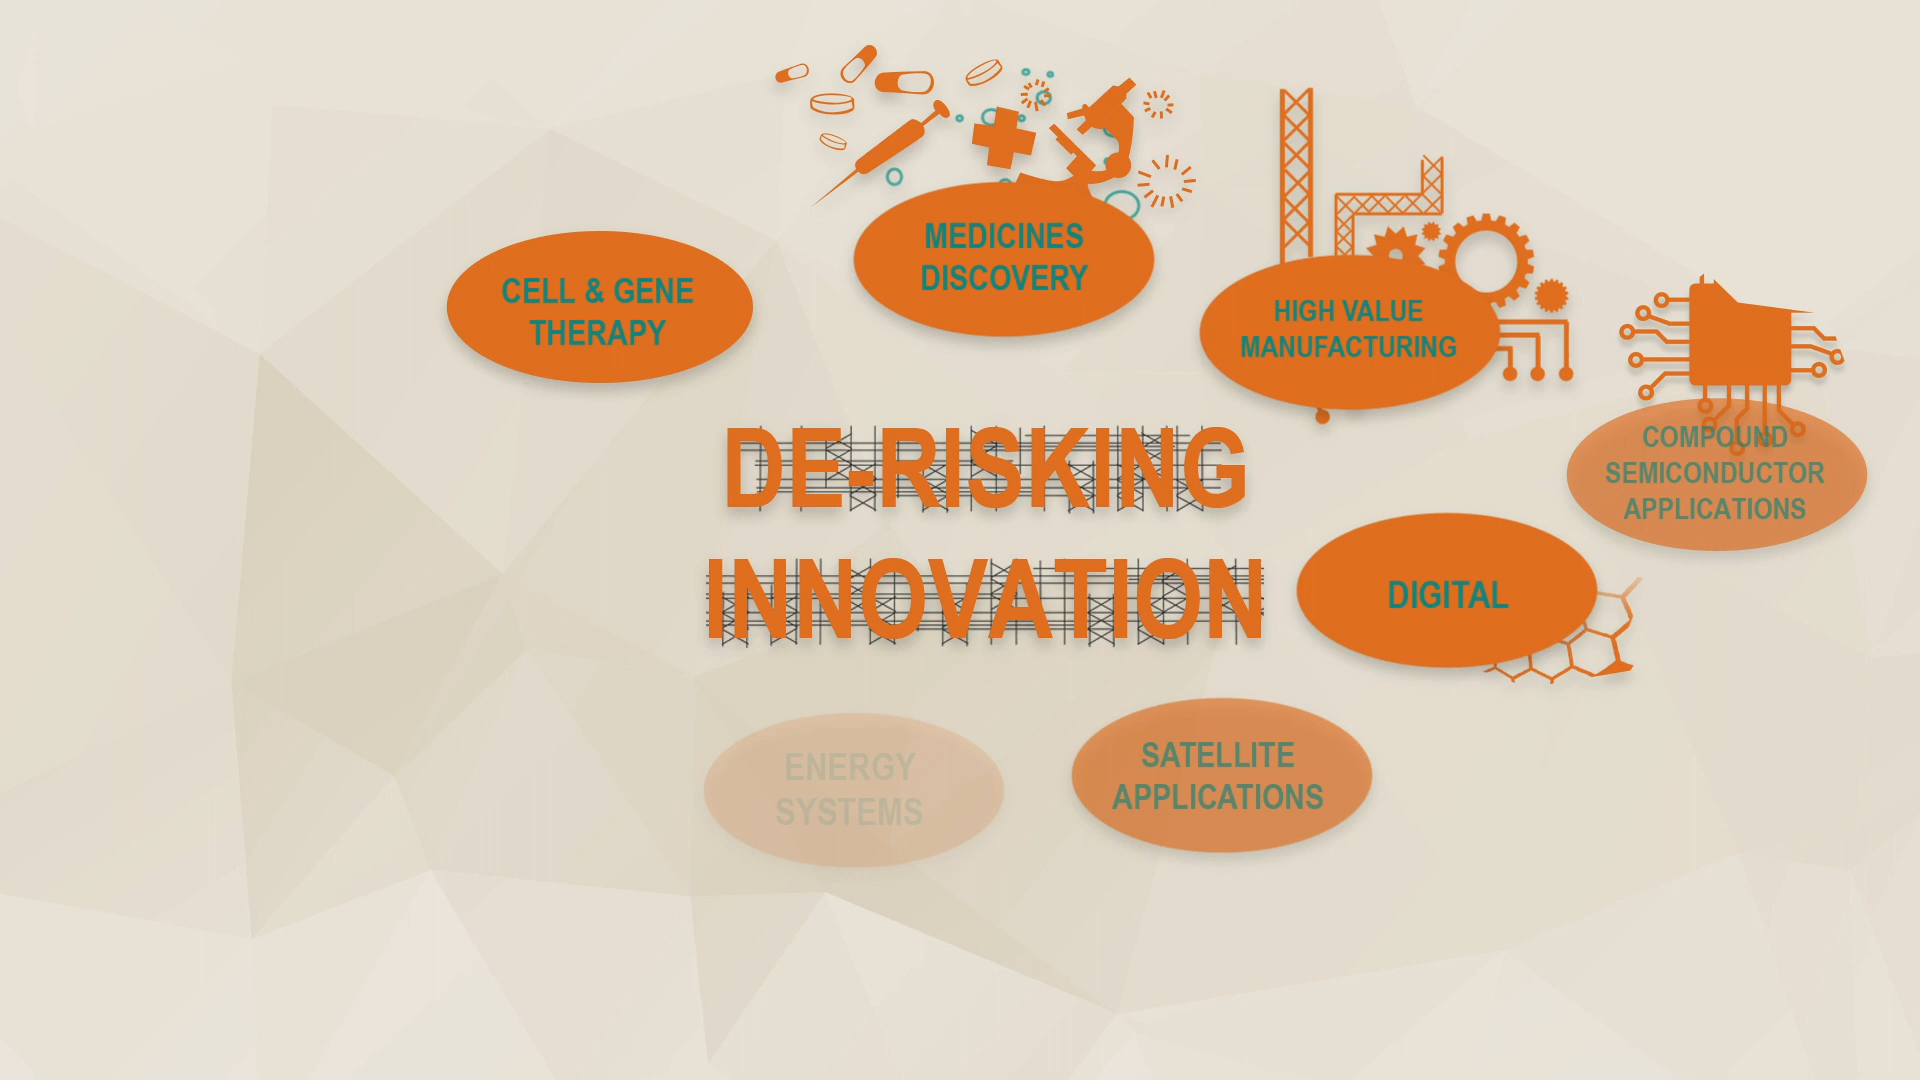 CELL & GENE
THERAPY
MEDICINES
DISCOVERY
HIGH VALUE
MANUFACTURING
COMPOUND
SEMICONDUCTOR
APPLICATIONS
DE-RISKING
INNOVATION
DIGITAL
SATELLITE
APPLICATIONS
ENERGY
SYSTEMS